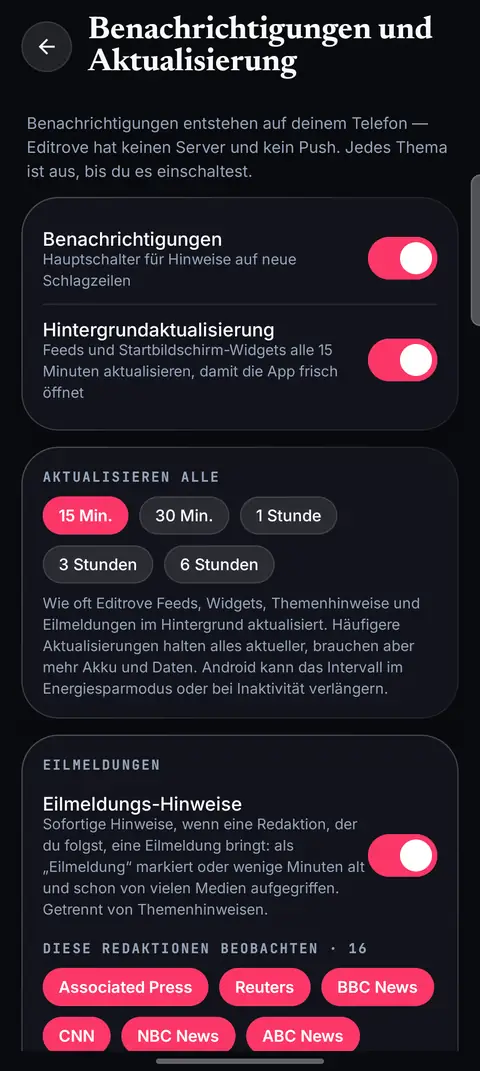 Benachrichtigungen und
Aktualisierung
Benachrichtigungen entstehen auf deinem Telefon —
Editrove hat keinen Server und kein Push. Jedes Thema
ist aus, bis du es einschaltest.
Benachrichtigungen
Hauptschalter für Hinweise auf neue
Schlagzeilen
Hintergrundaktualisierung
Feeds und Startbildschirm-Widgets alle 15
Minuten aktualisieren, damit die App frisch
öffnet
AKTUALISIEREN ALLE
15 Min.
30 Min.
1 Stunde
3 Stunden
6 Stunden
Wie oft Editrove Feeds, Widgets, Themenhinweise und
Eilmeldungen im Hintergrund aktualisiert. Häufigere
Aktualisierungen halten alles aktueller, brauchen aber
mehr Akku und Daten. Android kann das Intervall im
Energiesparmodus oder bei Inaktivität verlängern.
EILMELDUNGEN
Eilmeldungs-Hinweise
Sofortige Hinweise, wenn eine Redaktion, der
du folgst, eine Eilmeldung bringt: als
„Eilmeldung“ markiert oder wenige Minuten alt
und schon von vielen Medien aufgegriffen.
Getrennt von Themenhinweisen.
DIESE REDAKTIONEN BEOBACHTEN · 16
Associated Press
Reuters
BBC News
CNN
NBC News
ABC News